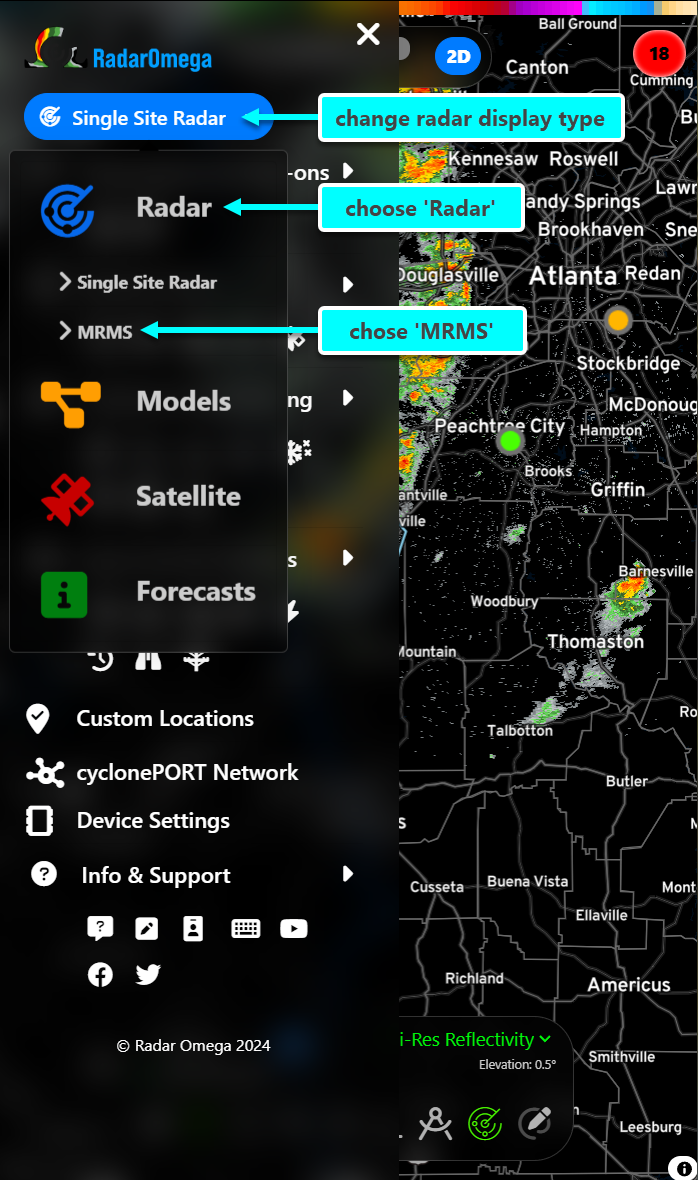 RadarOmega
Single Site Radar
change radar display type
-ons
Radar
choose 'Radar'
Single Site Radar
MRMS
chose 'MRMS'
Models
ng
Satellite
s
Forecasts
Custom Locations
cyclonePORT Network
Device Settings
Info & Support
© Radar Omega 2024
2D
18
Ball Ground
Canton
Cumming
Kennesaw
Roswell
Lawr
andy Springs
Brookhaven
Sne
Douglasville
Atlanta
Redan
Stockbridge
McDonoug
Peachtree City
Hampton
Brooks
Griffin
antville
ville
Barnesville
Woodbury
Thomaston
Mountain
Talbotton
Ro
Butler
s
Cusseta
Buena Vista
Mont
Ellaville
Richland
Americus
i-Res Reflectivity
Elevation: 0.5°
Smithville
n
Leesburg